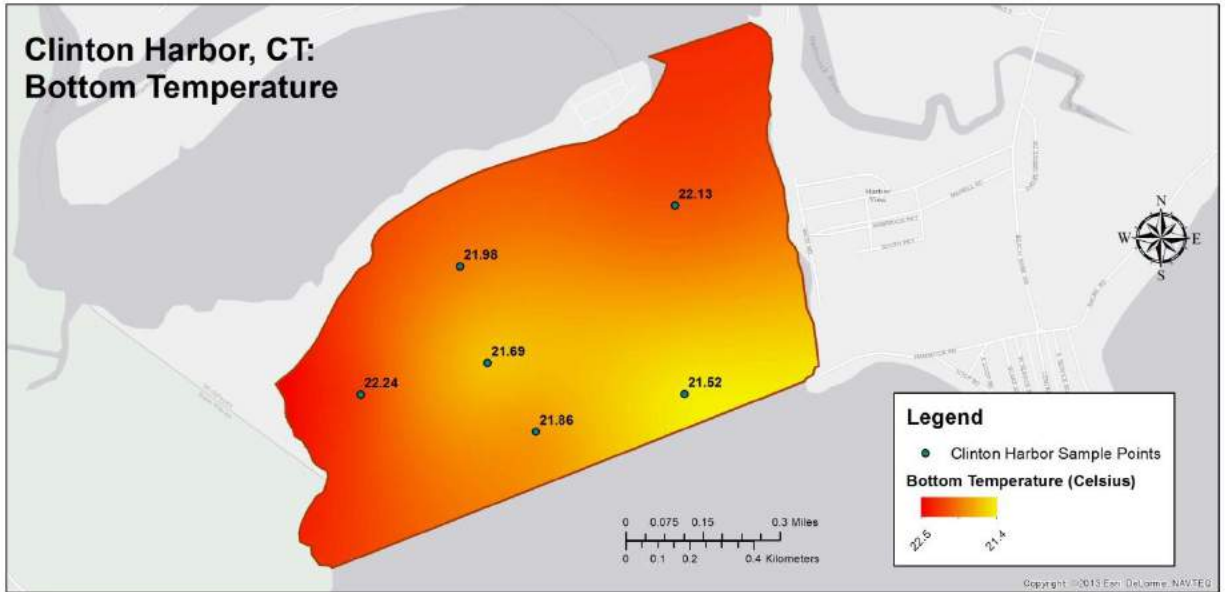 Clinton Harbor, CT:
Bottom Temperature
22.13
21.98
21.69
22.24
21.52
21.86
Harbor
View
N
W
E
S
Legend
Clinton Harbor Sample Points
Bottom Temperature (Celsius)
22.5
21.4
0 0.075 0.15 0.3 Miles
0 0.1 0.2 0.4 Kilometers
Copyright: ©2013 Esri, DeLorme, NAVTEQ